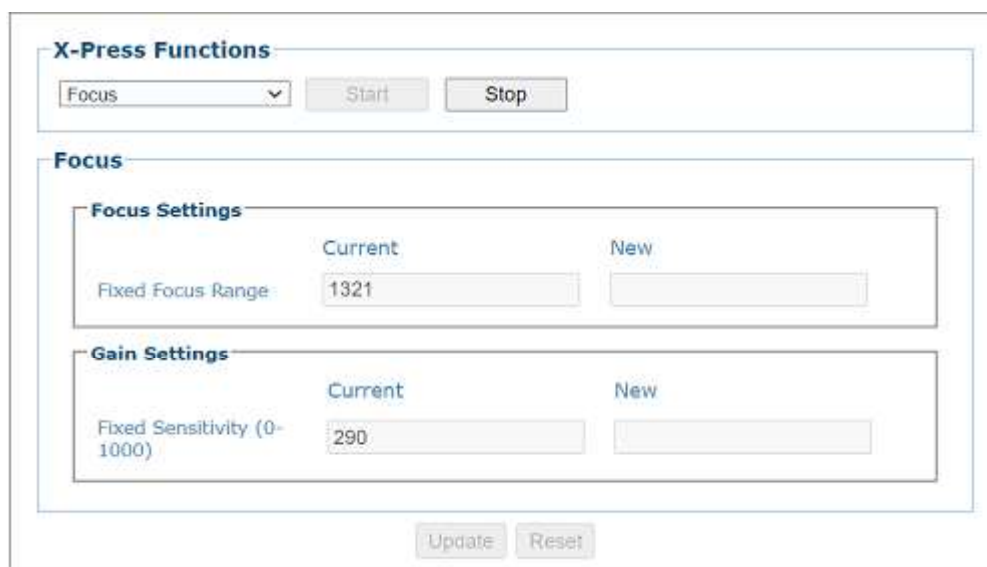 X-Press Functions
Focus Start Stop
Focus
Focus Settings
Current New
Fixed Focus Range 1321
Gain Settings
Current New
Fixed Sensitivity (0-
1000) 290
Update Reset